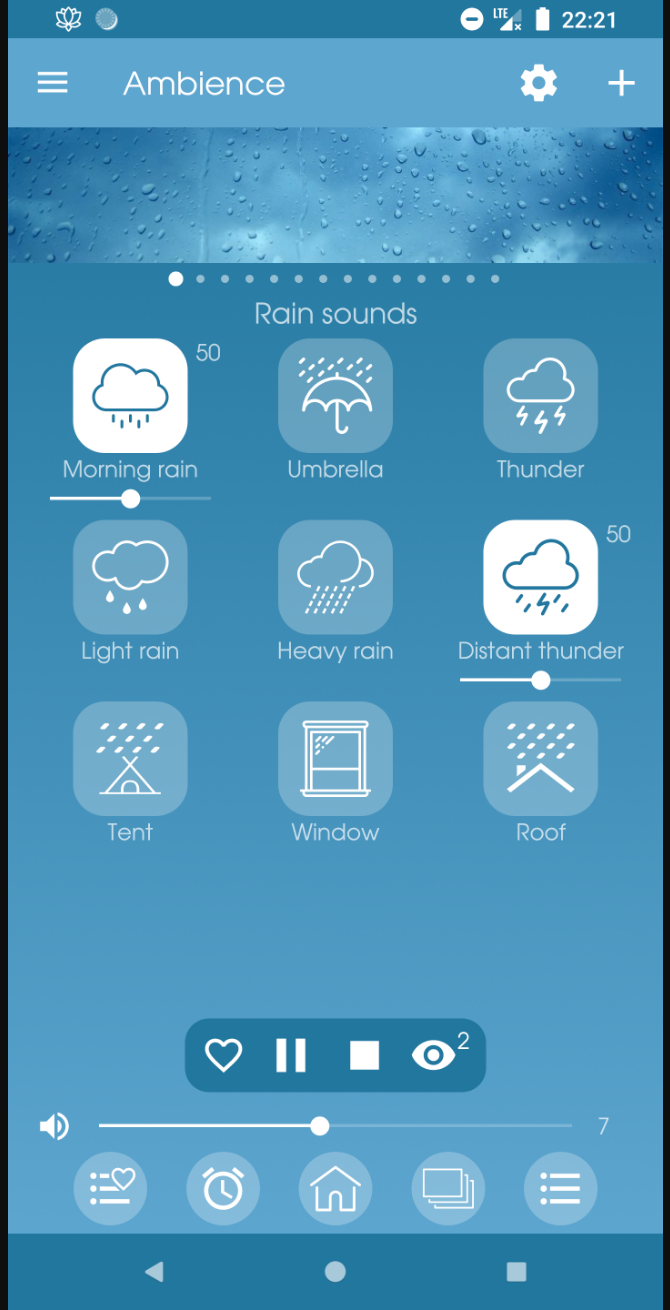 LTE 22:21
Ambience
Rain sounds
50
Morning rain Umbrella Thunder
50
Light rain Heavy rain Distant thunder
Tent Window Roof
2
7